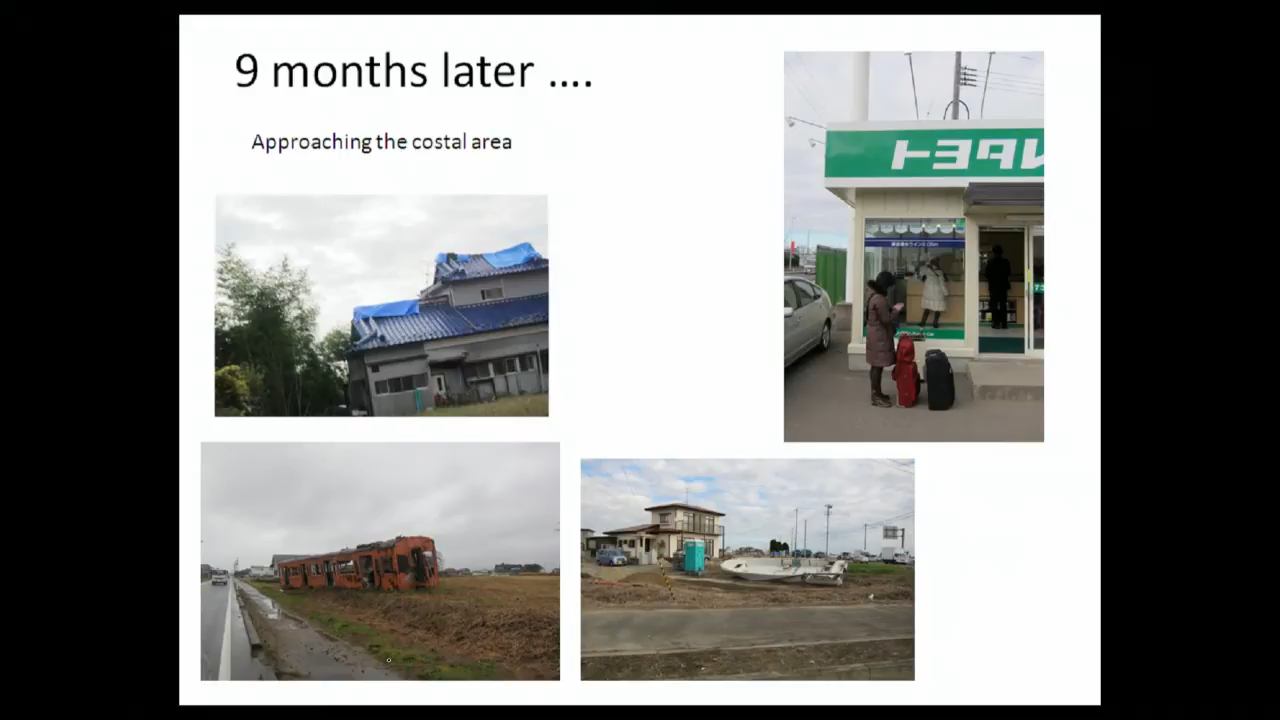 9 months later ....
Approaching the costal area
トヨタレ